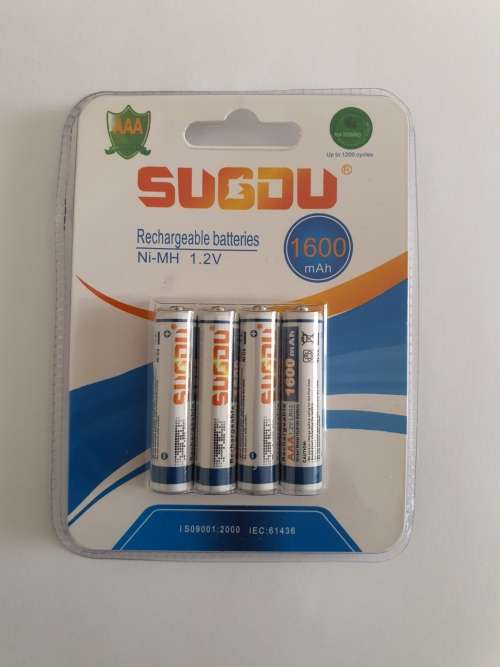 AAA
Up to 1200 cycles
SUGDU®
Rechargeable batteries
Ni-MH 1.2V
1600
mAh
SUGDU
SUGDU
SUGDU
1600 mAh
AAA
Rechargeable
ISO9001:2000 IEC:61436